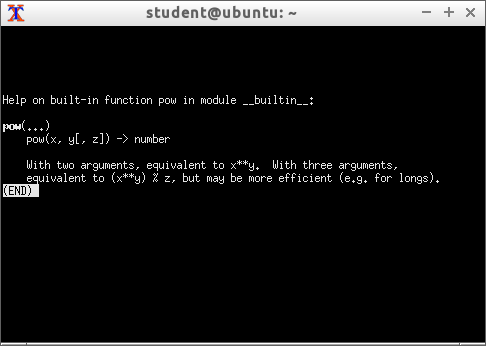 student@ubuntu: ~
Help on built-in function pow in module __builtin__:
pow(...)
pow(x, y[, z]) -> number
With two arguments, equivalent to x**y.  With three arguments,
equivalent to (x**y) % z, but may be more efficient (e.g. for longs).
(END)